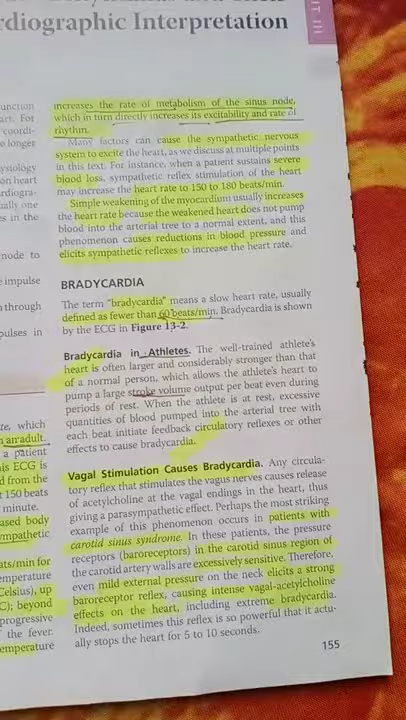 rdiographic Interpretation
IT III
unction
art. For
coordi-
o longer
ysiology
on heart
rdiogra-
ally one
es in the
node to
e impulse
n through
pulses in
te, which
an adult.
a patient
is ECG is
d from the
t 150 beats
minute.
ased body
ympathetic
ats/min for
emperature
Celsius), up
C); beyond
progressive
the fever.
emperature
increases the rate of metabolism of the sinus node,
which in turn directly increases its excitability and rate of
rhythm.
Many factors can cause the sympathetic nervous
system to excite the heart, as we discuss at multiple points
in this text. For instance, when a patient sustains severe
blood loss, sympathetic reflex stimulation of the heart
may increase the heart rate to 150 to 180 beats/min.
Simple weakening of the myocardium usually increases
the heart rate because the weakened heart does not pump
blood into the arterial tree to a normal extent, and this
phenomenon causes reductions in blood pressure and
elicits sympathetic reflexes to increase the heart rate.
BRADYCARDIA
The term "bradycardia" means a slow heart rate, usually
defined as fewer than 60 beats/min. Bradycardia is shown
by the ECG in Figure 13-2.
Bradycardia in Athletes. The well-trained athlete's
heart is often larger and considerably stronger than that
of a normal person, which allows the athlete's heart to
pump a large stroke volume output per beat even during
periods of rest. When the athlete is at rest, excessive
quantities of blood pumped into the arterial tree with
each beat initiate feedback circulatory reflexes or other
effects to cause bradycardia.
Vagal Stimulation Causes Bradycardia. Any circula-
tory reflex that stimulates the vagus nerves causes release
of acetylcholine at the vagal endings in the heart, thus
giving a parasympathetic effect. Perhaps the most striking
example of this phenomenon occurs in patients with
carotid sinus syndrome. In these patients, the pressure
receptors (baroreceptors) in the carotid sinus region of
the carotid artery walls are excessively sensitive. Therefore,
even mild external pressure on the neck elicits a strong
baroreceptor reflex, causing intense vagal-acetylcholine
effects on the heart, including extreme bradycardia.
Indeed, sometimes this reflex is so powerful that it actu-
ally stops the heart for 5 to 10 seconds.
155